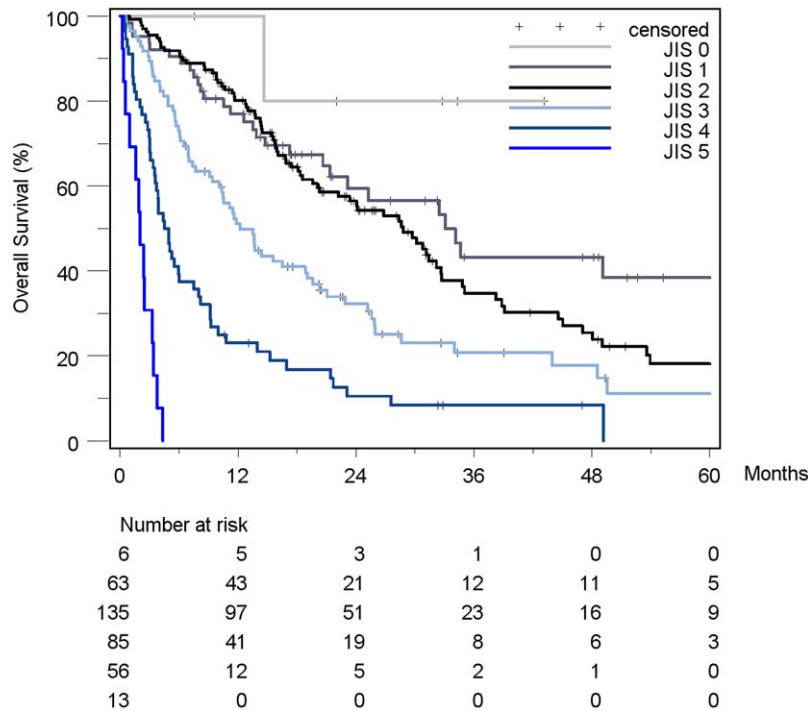 100
80
60
40
20
0
Overall Survival (%)
censored
JIS 0
JIS 1
JIS 2
JIS 3
JIS 4
JIS 5
0 12 24 36 48 60 Months
Number at risk
6 5 3 1 0 0
63 43 21 12 11 5
135 97 51 23 16 9
85 41 19 8 6 3
56 12 5 2 1 0
13 0 0 0 0 0